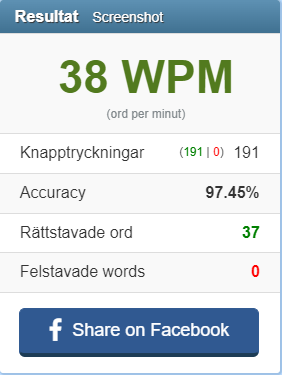 Resultat Screenshot
38 WPM
(ord per minut)
Knapptryckningar (191 | 0) 191
Accuracy 97.45%
Rättstavade ord 37
Felstavade words 0
Share on Facebook